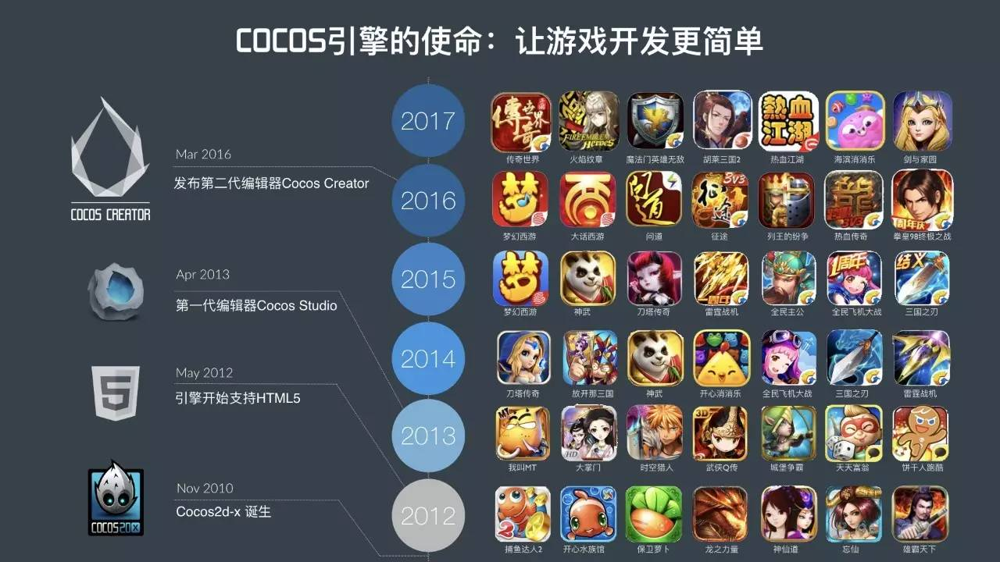 COCOS引擎的使命：让游戏开发更简单
COCOS CREATOR
Mar 2016
发布第二代编辑器Cocos Creator
Apr 2013
第一代编辑器Cocos Studio
May 2012
引擎开始支持HTML5
5
Nov 2010
Cocos2d-x 诞生
COCOS2DX
2017
传奇世界 火焰纹章 魔法门英雄无敌 胡莱三国2 热血江湖 海滨消消乐 剑与家园
2016
梦幻西游 大话西游 问道 征途 列王的纷争 热血传奇 拳皇98终极之战
2015
梦幻西游 神武 刀塔传奇 雷霆战机 全民主公 全民飞机大战 三国之刃
2014
刀塔传奇 放开那三国 神武 开心消消乐 全民飞机大战 三国之刃 雷霆战机
2013
我叫MT 大掌门 时空猎人 武侠Q传 城堡争霸 天天富翁 饼干人跑酷
2012
捕鱼达人2 开心水族馆 保卫萝卜 龙之力量 神仙道 忘仙 雄霸天下